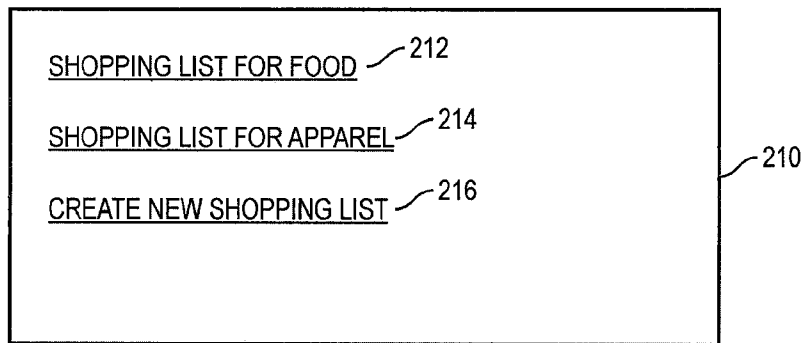 SHOPPING LIST FOR FOOD 212
SHOPPING LIST FOR APPAREL 214
210
CREATE NEW SHOPPING LIST 216